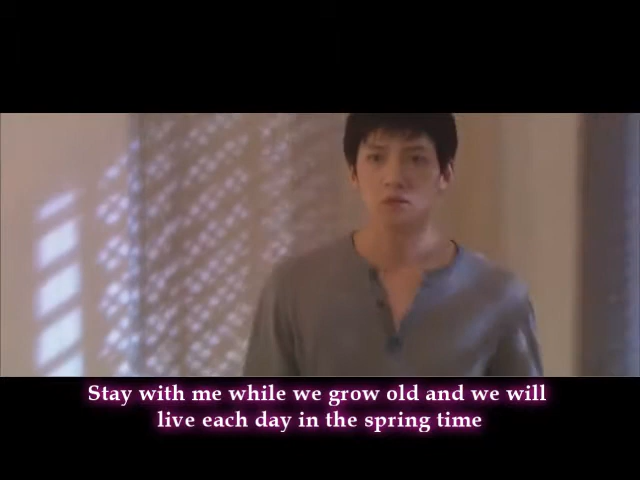 Stay with me while we grow old and we will
live each day in the spring time